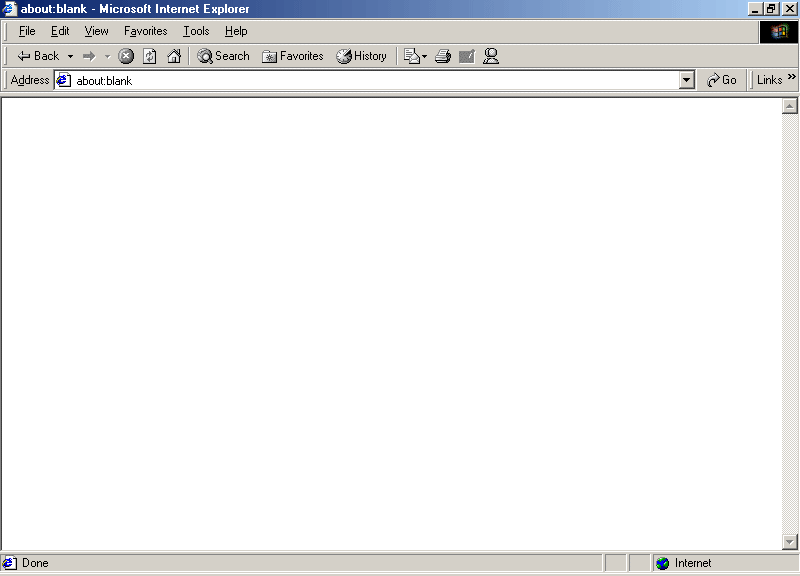 about:blank - Microsoft Internet Explorer
File Edit View Favorites Tools Help
Back Search Favorites History
Address about:blank Go Links »
Done Internet